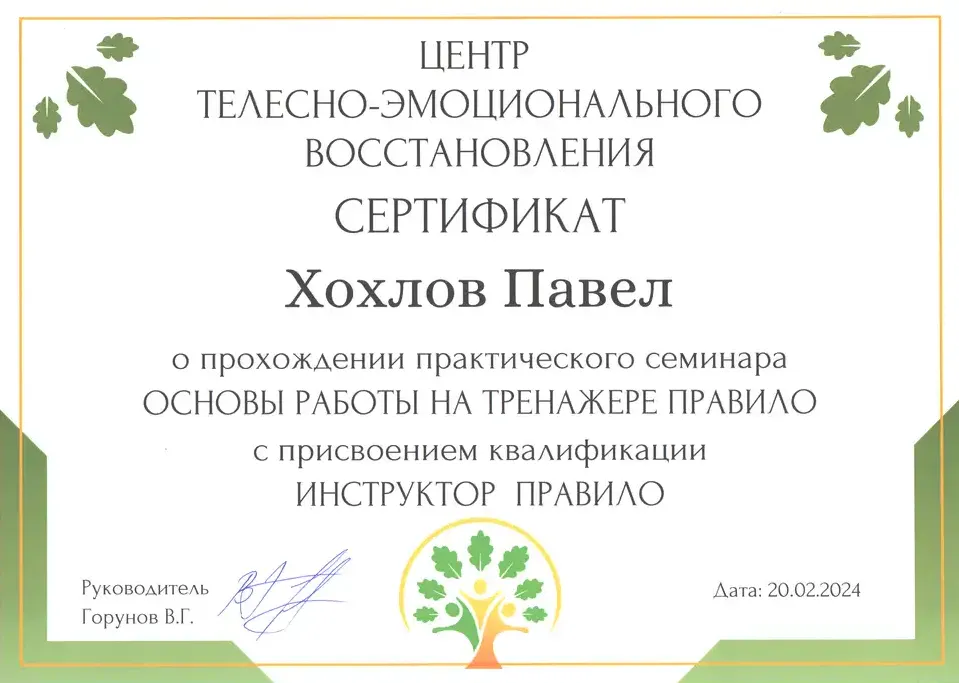 ЦЕНТР
ТЕЛЕСНО-ЭМОЦИОНАЛЬНОГО
ВОССТАНОВЛЕНИЯ
СЕРТИФИКАТ
Хохлов Павел
о прохождении практического семинара
ОСНОВЫ РАБОТЫ НА ТРЕНАЖЕРЕ ПРАВИЛО
с присвоением квалификации
ИНСТРУКТОР ПРАВИЛО
Руководитель
Горунов В.Г.
Дата: 20.02.2024